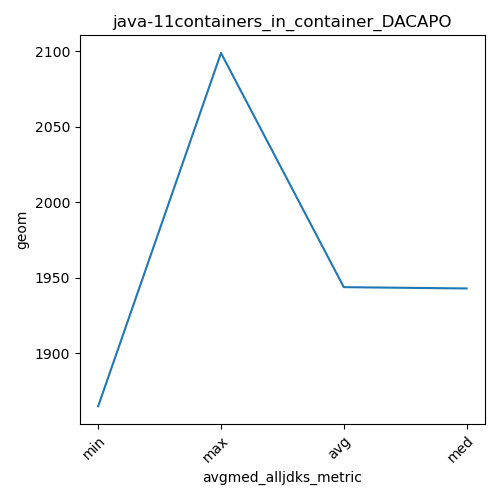 java-11containers_in_container_DACAPO
2100
2050
2000
1950
1900
geom
min
max
avg
med
avgmed_alljdks_metric